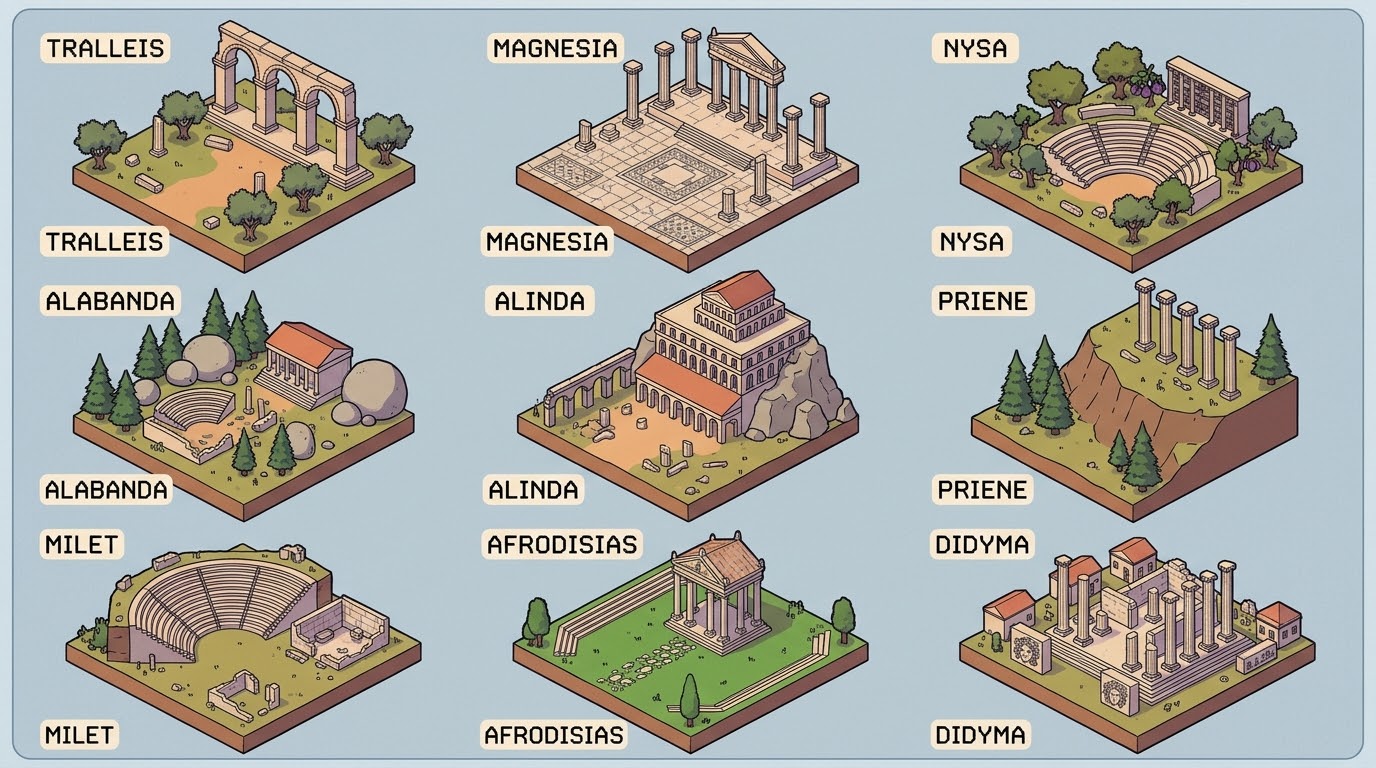 TRALLEIS
MAGNESIA
NYSA
TRALLEIS
MAGNESIA
NYSA
ALABANDA
ALINDA
PRIENE
ALABANDA
ALINDA
PRIENE
MILET
AFRODISIAS
DIDYMA
MILET
AFRODISIAS
DIDYMA